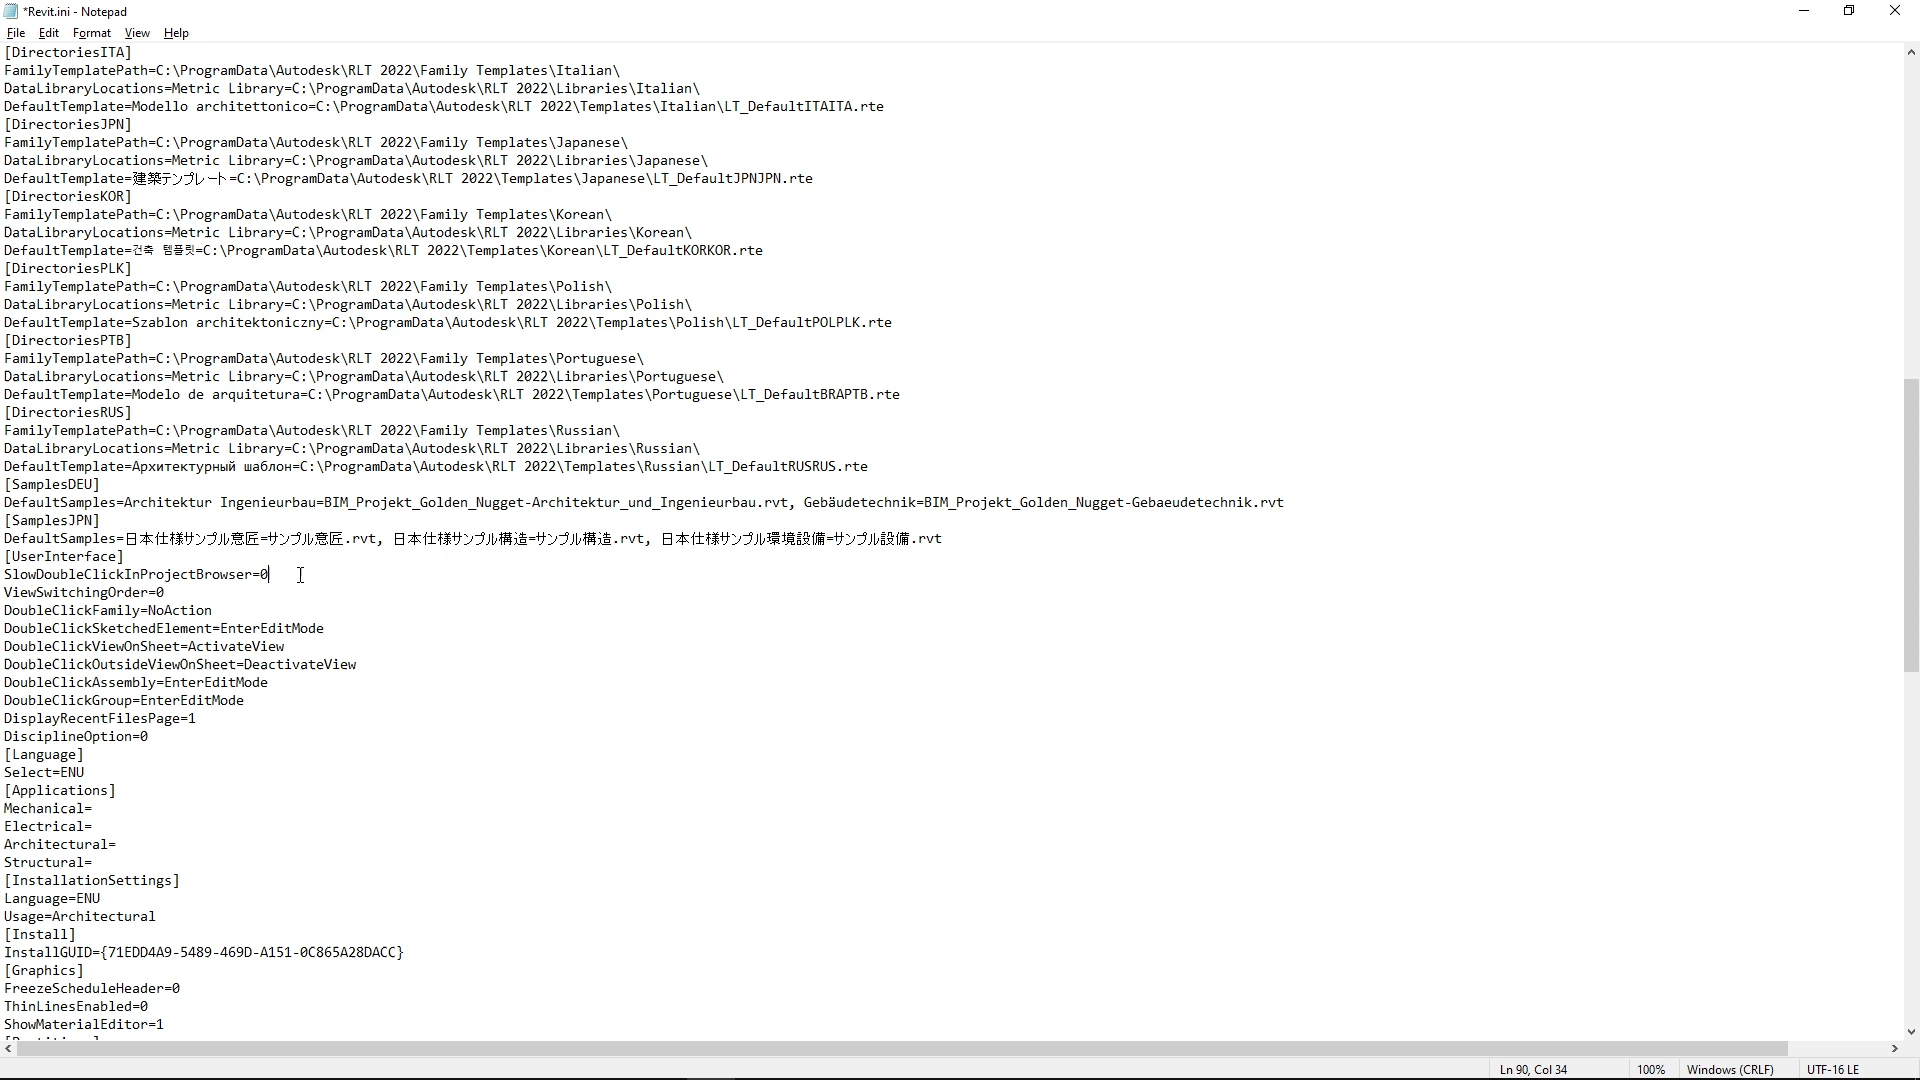 *Revit.ini - Notepad
File Edit Format View Help
[DirectoriesITA]
FamilyTemplatePath=C:\ProgramData\Autodesk\RLT 2022\Family Templates\Italian\
DataLibraryLocations=Metric Library=C:\ProgramData\Autodesk\RLT 2022\Libraries\Italian\
DefaultTemplate=Modello architettonico=C:\ProgramData\Autodesk\RLT 2022\Templates\Italian\LT_DefaultITAITA.rte
[DirectoriesJPN]
FamilyTemplatePath=C:\ProgramData\Autodesk\RLT 2022\Family Templates\Japanese\
DataLibraryLocations=Metric Library=C:\ProgramData\Autodesk\RLT 2022\Libraries\Japanese\
DefaultTemplate=建築テンプレート=C:\ProgramData\Autodesk\RLT 2022\Templates\Japanese\LT_DefaultJPNJPN.rte
[DirectoriesKOR]
FamilyTemplatePath=C:\ProgramData\Autodesk\RLT 2022\Family Templates\Korean\
DataLibraryLocations=Metric Library=C:\ProgramData\Autodesk\RLT 2022\Libraries\Korean\
DefaultTemplate=건축 템플릿=C:\ProgramData\Autodesk\RLT 2022\Templates\Korean\LT_DefaultKORKOR.rte
[DirectoriesPLK]
FamilyTemplatePath=C:\ProgramData\Autodesk\RLT 2022\Family Templates\Polish\
DataLibraryLocations=Metric Library=C:\ProgramData\Autodesk\RLT 2022\Libraries\Polish\
DefaultTemplate=Szablon architektoniczny=C:\ProgramData\Autodesk\RLT 2022\Templates\Polish\LT_DefaultPOLPLK.rte
[DirectoriesPTB]
FamilyTemplatePath=C:\ProgramData\Autodesk\RLT 2022\Family Templates\Portuguese\
DataLibraryLocations=Metric Library=C:\ProgramData\Autodesk\RLT 2022\Libraries\Portuguese\
DefaultTemplate=Modelo de arquitetura=C:\ProgramData\Autodesk\RLT 2022\Templates\Portuguese\LT_DefaultBRAPTB.rte
[DirectoriesRUS]
FamilyTemplatePath=C:\ProgramData\Autodesk\RLT 2022\Family Templates\Russian\
DataLibraryLocations=Metric Library=C:\ProgramData\Autodesk\RLT 2022\Libraries\Russian\
DefaultTemplate=Архитектурный шаблон=C:\ProgramData\Autodesk\RLT 2022\Templates\Russian\LT_DefaultRUSRUS.rte
[SamplesDEU]
DefaultSamples=Architektur Ingenieurbau=BIM_Projekt_Golden_Nugget-Architektur_und_Ingenieurbau.rvt, Gebäudetechnik=BIM_Projekt_Golden_Nugget-Gebaeudetechnik.rvt
[SamplesJPN]
DefaultSamples=日本仕様サンプル意匠=サンプル意匠.rvt, 日本仕様サンプル構造=サンプル構造.rvt, 日本仕様サンプル環境設備=サンプル設備.rvt
[UserInterface]
SlowDoubleClickInProjectBrowser=0
ViewSwitchingOrder=0
DoubleClickFamily=NoAction
DoubleClickSketchedElement=EnterEditMode
DoubleClickViewOnSheet=ActivateView
DoubleClickOutsideViewOnSheet=DeactivateView
DoubleClickAssembly=EnterEditMode
DoubleClickGroup=EnterEditMode
DisplayRecentFilesPage=1
DisciplineOption=0
[Language]
Select=ENU
[Applications]
Mechanical=
Electrical=
Architectural=
Structural=
[InstallationSettings]
Language=ENU
Usage=Architectural
[Install]
InstallGUID={71EDD4A9-5489-469D-A151-0C865A28DACC}
[Graphics]
FreezeScheduleHeader=0
ThinLinesEnabled=0
ShowMaterialEditor=1
Ln 90, Col 34 100% Windows (CRLF) UTF-16 LE